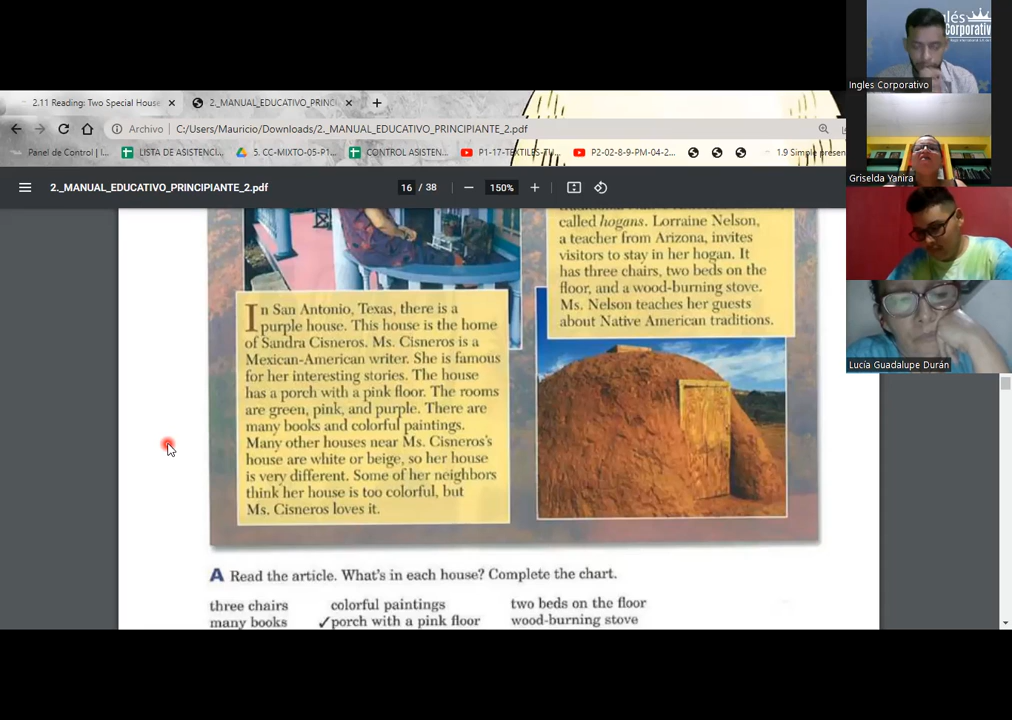 2.11 Reading: Two Special House
2._MANUAL_EDUCATIVO_PRINCI
Archivo
C:/Users/Mauricio/Downloads/2._MANUAL_EDUCATIVO_PRINCIPIANTE_2.pdf
Panel de Control | I...
LISTA DE ASISTENCI...
5. CC-MIXTO-05-P1...
CONTROL ASISTEN...
P1-17-TEXTILES-TU...
P2-02-8-9-PM-04-2...
1.9 Simple presen
2._MANUAL_EDUCATIVO_PRINCIPIANTE_2.pdf
16 / 38
150%
called hogans. Lorraine Nelson,
a teacher from Arizona, invites
visitors to stay in her hogan. It
has three chairs, two beds on the
floor, and a wood-burning stove.
Ms. Nelson teaches her guests
about Native American traditions.
In San Antonio, Texas, there is a
purple house. This house is the home
of Sandra Cisneros. Ms. Cisneros is a
Mexican-American writer. She is famous
for her interesting stories. The house
has a porch with a pink floor. The rooms
are green, pink, and purple. There are
many books and colorful paintings.
Many other houses near Ms. Cisneros's
house are white or beige, so her house
is very different. Some of her neighbors
think her house is too colorful, but
Ms. Cisneros loves it.
A Read the article. What's in each house? Complete the chart.
three chairs colorful paintings two beds on the floor
many books ✓porch with a pink floor wood-burning stove
glés
Corporativ
Ingles Corporativo
Griselda Yanira
Lucía Guadalupe Durán